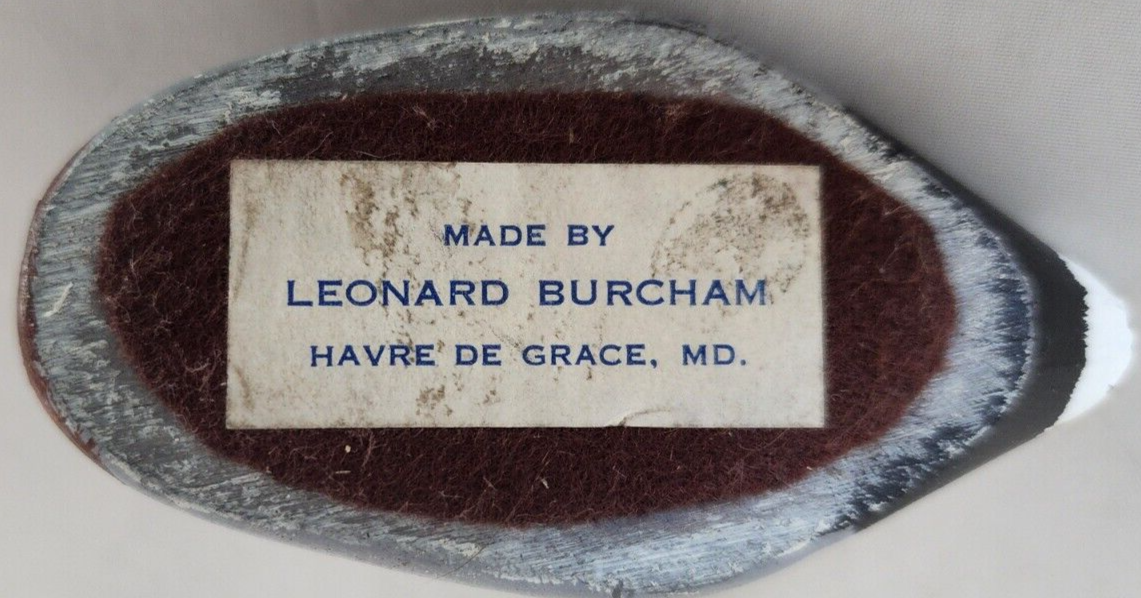 MADE BY
LEONARD BURCHAM
HAVRE DE GRACE, MD.